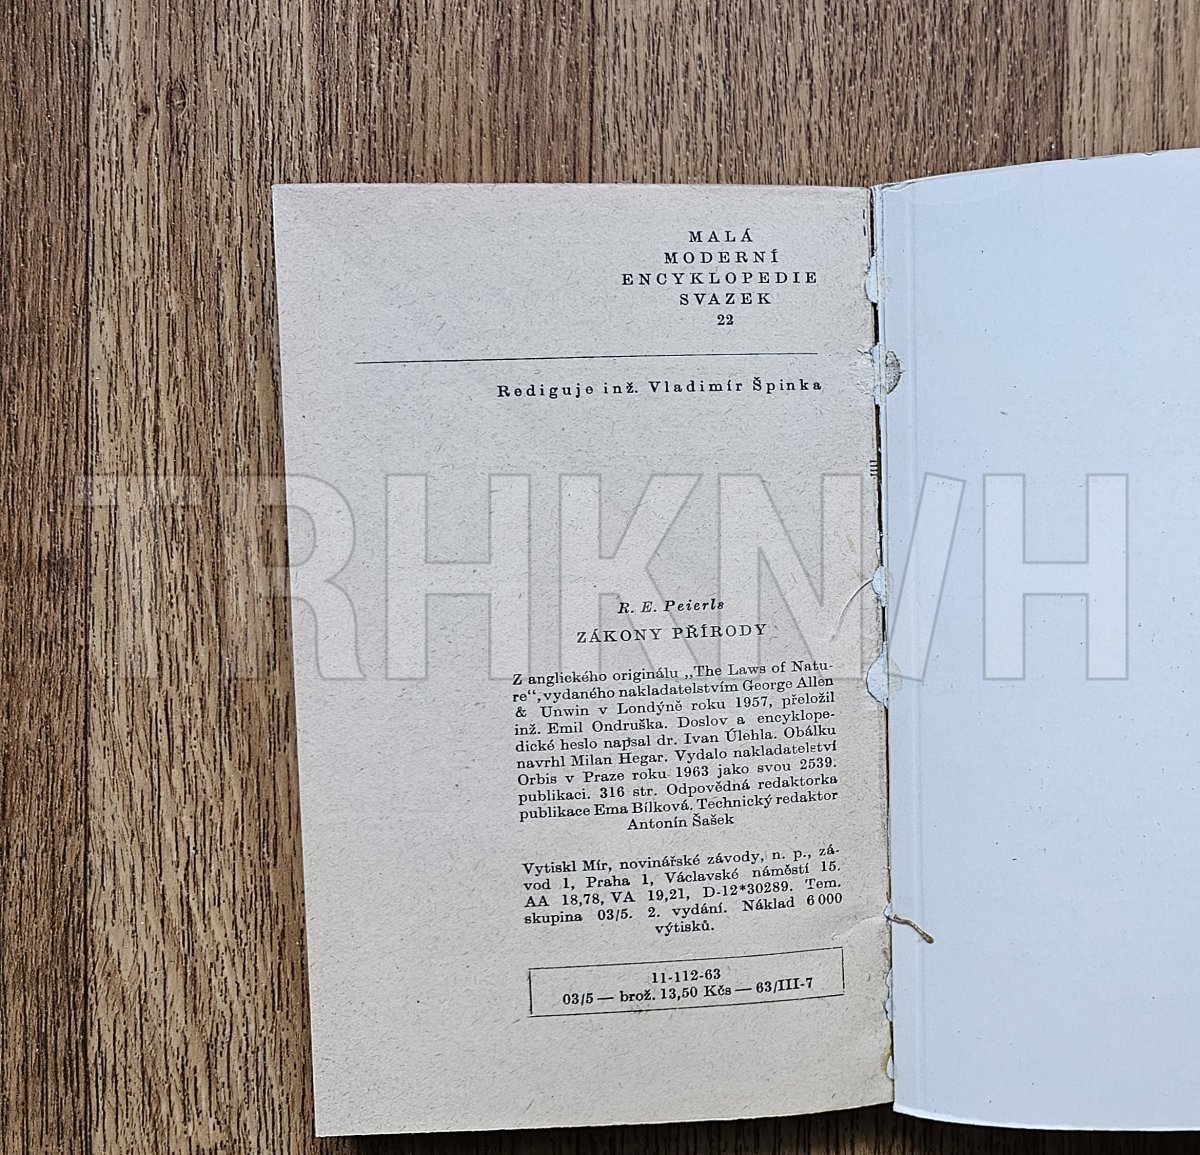 MALÁ
MODERNÍ
ENCYKLOPEDIE
SVAZEK
22
Rediguje inž. Vladimír Špinka
TRHKNIH
R. E. Peierls
ZÁKONY PŘÍRODY
Z anglického originálu „The Laws of Natu-
re“, vydaného nakladatelstvím George Allen
& Unwin v Londýně roku 1957, přeložil
inž. Emil Ondruška. Doslov a encyklope-
dické heslo napsal dr. Ivan Úlehla. Obálku
navrhl Milan Hegar. Vydalo nakladatelství
Orbis v Praze roku 1963 jako svou 2539.
publikaci. 316 str. Odpovědná redaktorka
publikace Ema Bílková. Technický redaktor
Antonín Šašek
Vytiskl Mír, novinářské závody, n. p., zá-
vod 1, Praha 1, Václavské náměstí 15.
AA 18,78, VA 19,21, D-12*30289. Tem.
skupina 03/5. 2. vydání. Náklad 6 000
výtisků.
11-112-63
03/5 — brož. 13,50 Kčs — 63/III-7